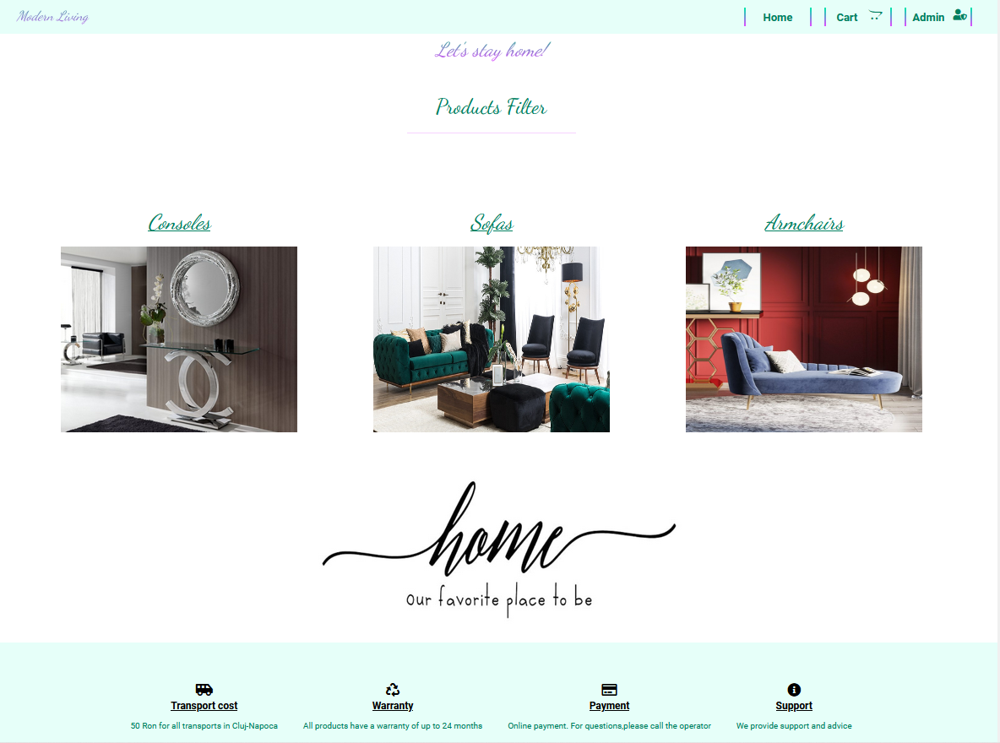 Modern Living
Home
Cart
Admin
Let's stay home!
Products Filter
Consoles
Sofas
Armchairs
home
our favorite place to be
Transport cost
Warranty
Payment
Support
50 Ron for all transports in Cluj-Napoca
All products have a warranty of up to 24 months
Online payment. For questions,please call the operator
We provide support and advice